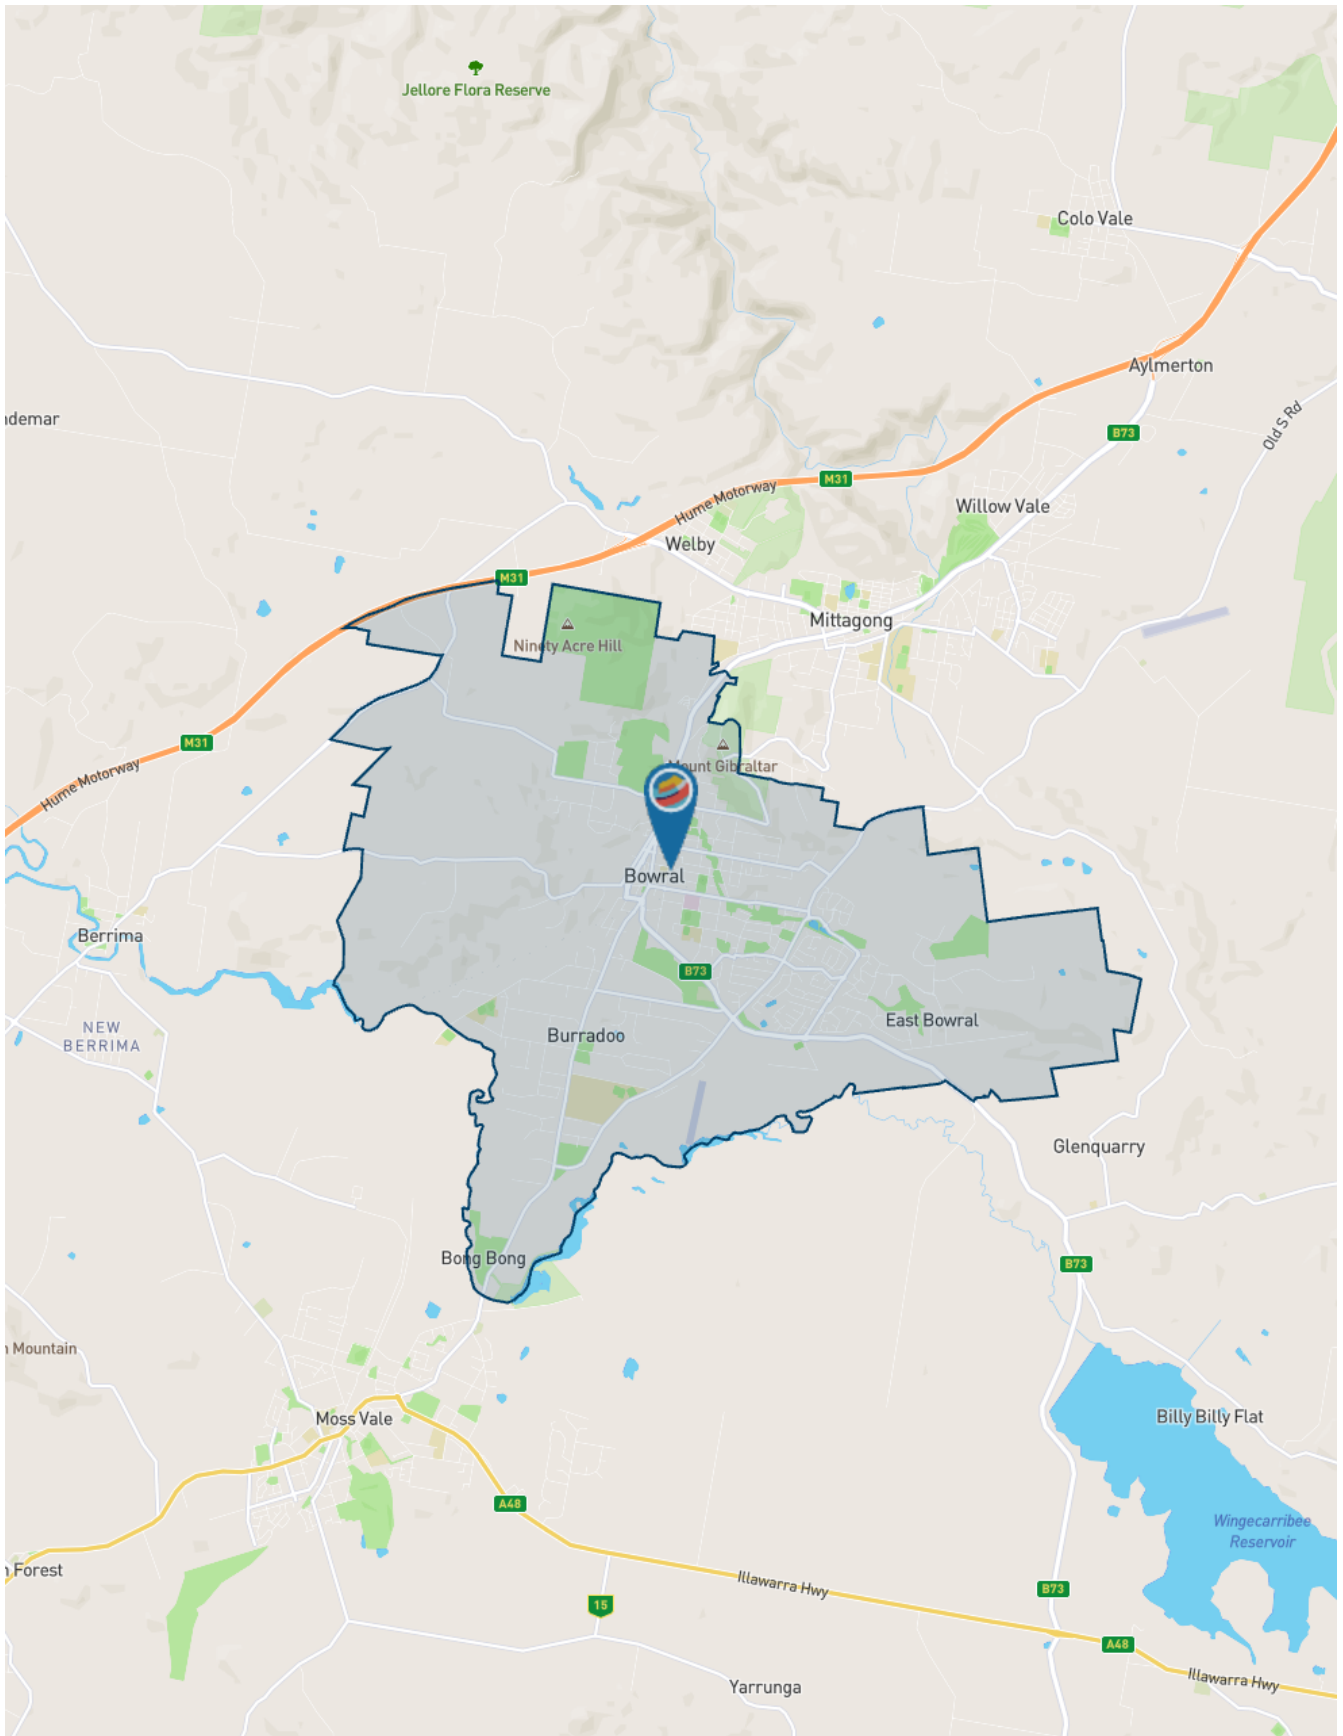 Jellore Flora Reserve
Colo Vale
Aylmerton
ndemar
Old S Rd
B73
M31
Hume Motorway
Willow Vale
Welby
M31
Mittagong
Ninety Acre Hill
M31
Hume Motorway
Mount Gibraltar
Bowral
Berrima
B73
NEW
BERRIMA
East Bowral
Burradoo
Glenquarry
Bong Bong
B73
n Mountain
Moss Vale
Billy Billy Flat
A48
Wingecarribee
Reservoir
n Forest
Illawarra Hwy
B73
15
A48
Illawarra Hwy
Yarrunga